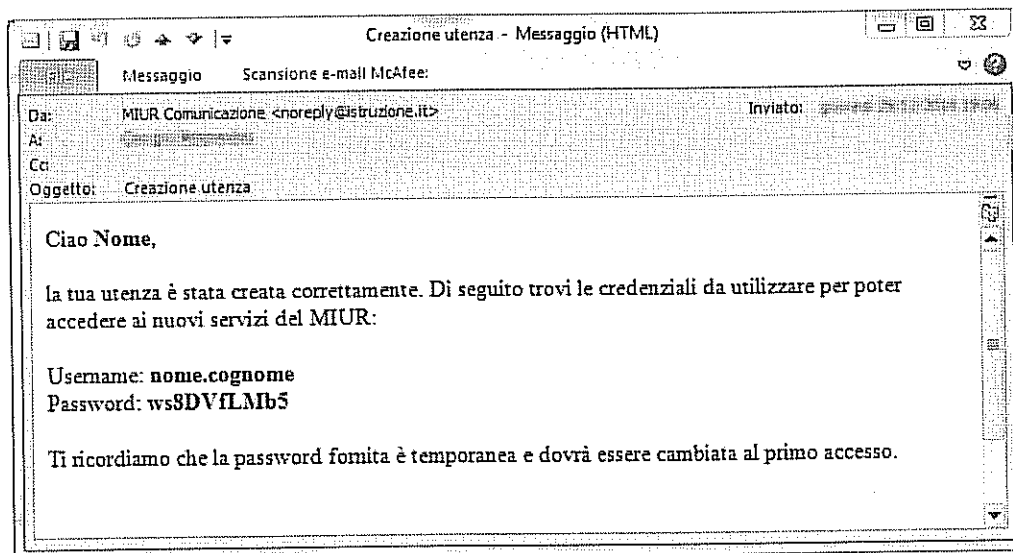 Creazione utenza - Messaggio (HTML)
Messaggio Scansione e-mail McAfee:
Da: MIUR Comunicazione <noreply@istruzione.it> Inviato:
A:
Cc:
Oggetto: Creazione utenza
Ciao Nome,
la tua utenza è stata creata correttamente. Di seguito trovi le credenziali da utilizzare per poter
accedere ai nuovi servizi del MIUR:
Username: nome.cognome
Password: ws8DVfLMb5
Ti ricordiamo che la password fornita è temporanea e dovrà essere cambiata al primo accesso.